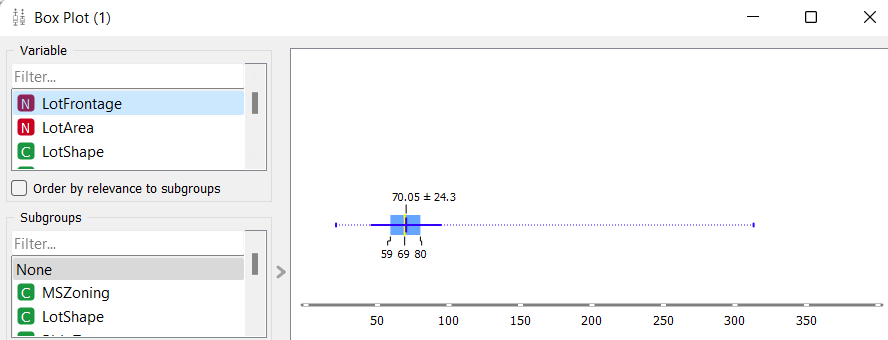 Box Plot (1)
Variable
Filter...
N LotFrontage
N LotArea
C LotShape
Order by relevance to subgroups
Subgroups
Filter...
None
C MSZoning
C LotShape
70.05 ± 24.3
59 69 80
50 100 150 200 250 300 350